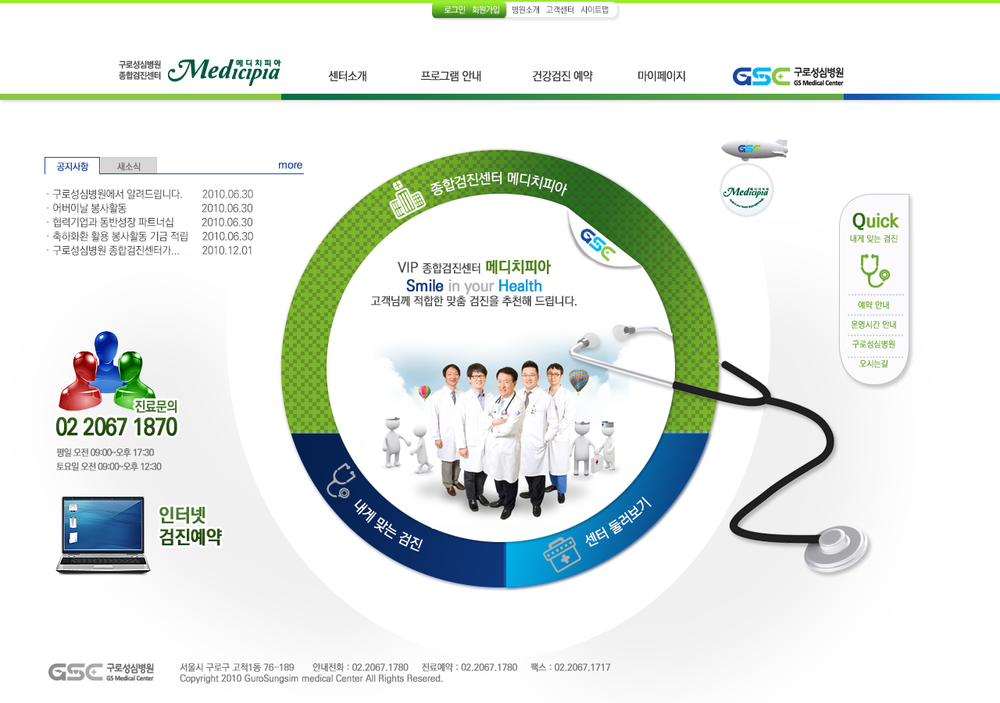 로그인 회원가입 병원소개 고객센터 사이트맵
구로성심병원
종합검진센터
메디치피아
Medicipia
센터소개 프로그램 안내 건강검진 예약 마이페이지
GSC 구로성심병원
GS Medical Center
공지사항 새소식 more
· 구로성심병원에서 알려드립니다. 2010.06.30
· 어버이날 봉사활동 2010.06.30
· 협력기업과 동반성장 파트너십 2010.06.30
· 축하화환 활용 봉사활동 기금 적립 2010.06.30
· 구로성심병원 종합검진센터가... 2010.12.01
종합검진센터 메디치피아
GSC
VIP 종합검진센터 메디치피아
Smile in your Health
고객님께 적합한 맞춤 검진을 추천해 드립니다.
내게 맞는 검진
센터 둘러보기
GSC
메디치피아
Medicipia
Quick
내게 맞는 검진
예약 안내
운영시간 안내
구로성심병원
오시는길
진료문의
02 2067 1870
평일 오전 09:00~오후 17:30
토요일 오전 09:00~오후 12:30
인터넷
검진예약
GSC 구로성심병원
GS Medical Center
서울시 구로구 고척1동 76-189 안내전화 : 02.2067.1780 진료예약 : 02.2067.1780 팩스 : 02.2067.1717
Copyright 2010 GuroSungsim medical Center All Rights Resered.